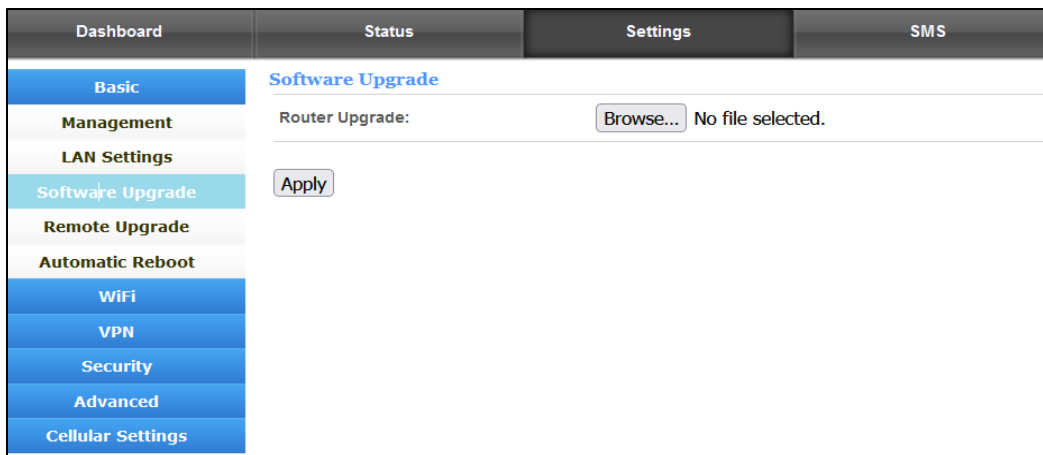 Dashboard Status Settings SMS
Basic
Management
LAN Settings
Software Upgrade
Remote Upgrade
Automatic Reboot
WiFi
VPN
Security
Advanced
Cellular Settings
Software Upgrade
Router Upgrade: Browse... No file selected.
Apply